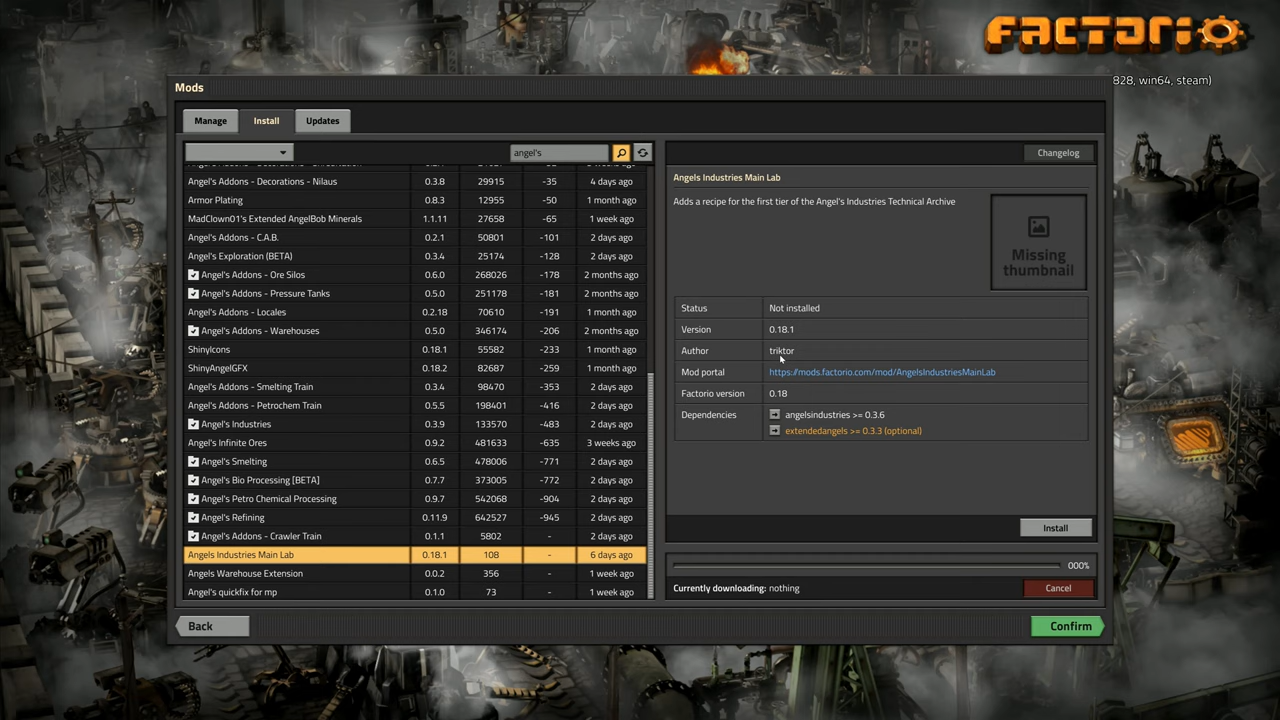 FACTORIO
828, win64, steam)
Mods
Manage Install Updates
angel's
Changelog
Angel's Addons - Decorations - Nilaus 0.3.8 29915 -35 4 days ago
Armor Plating 0.8.3 12955 -50 1 month ago
MadClown01's Extended AngelBob Minerals 1.1.11 27658 -65 1 week ago
Angel's Addons - C.A.B. 0.2.1 50801 -101 2 days ago
Angel's Exploration (BETA) 0.3.4 25174 -128 2 days ago
Angel's Addons - Ore Silos 0.6.0 268026 -178 2 months ago
Angel's Addons - Pressure Tanks 0.5.0 251178 -181 2 months ago
Angel's Addons - Locales 0.2.18 70610 -191 1 month ago
Angel's Addons - Warehouses 0.5.0 346174 -206 2 months ago
ShinyIcons 0.18.1 55582 -233 1 month ago
ShinyAngelGFX 0.18.2 82687 -259 1 month ago
Angel's Addons - Smelting Train 0.3.4 98470 -353 2 days ago
Angel's Addons - Petrochem Train 0.5.5 198401 -416 2 days ago
Angel's Industries 0.3.9 133570 -483 2 days ago
Angel's Infinite Ores 0.9.2 481633 -635 3 weeks ago
Angel's Smelting 0.6.5 478006 -771 2 days ago
Angel's Bio Processing [BETA] 0.7.7 373005 -772 2 days ago
Angel's Petro Chemical Processing 0.9.7 542068 -904 2 days ago
Angel's Refining 0.11.9 642527 -945 2 days ago
Angel's Addons - Crawler Train 0.1.1 5802 - 2 days ago
Angels Industries Main Lab 0.18.1 108 - 6 days ago
Angels Warehouse Extension 0.0.2 356 - 1 week ago
Angel's quickfix for mp 0.1.0 73 - 1 week ago
Angels Industries Main Lab
Adds a recipe for the first tier of the Angel's Industries Technical Archive
Missing
thumbnail
Status Not installed
Version 0.18.1
Author triktor
Mod portal https://mods.factorio.com/mod/AngelsIndustriesMainLab
Factorio version 0.18
Dependencies angelsindustries >= 0.3.6
extendedangels >= 0.3.3 (optional)
Install
000%
Currently downloading: nothing
Cancel
Back
Confirm